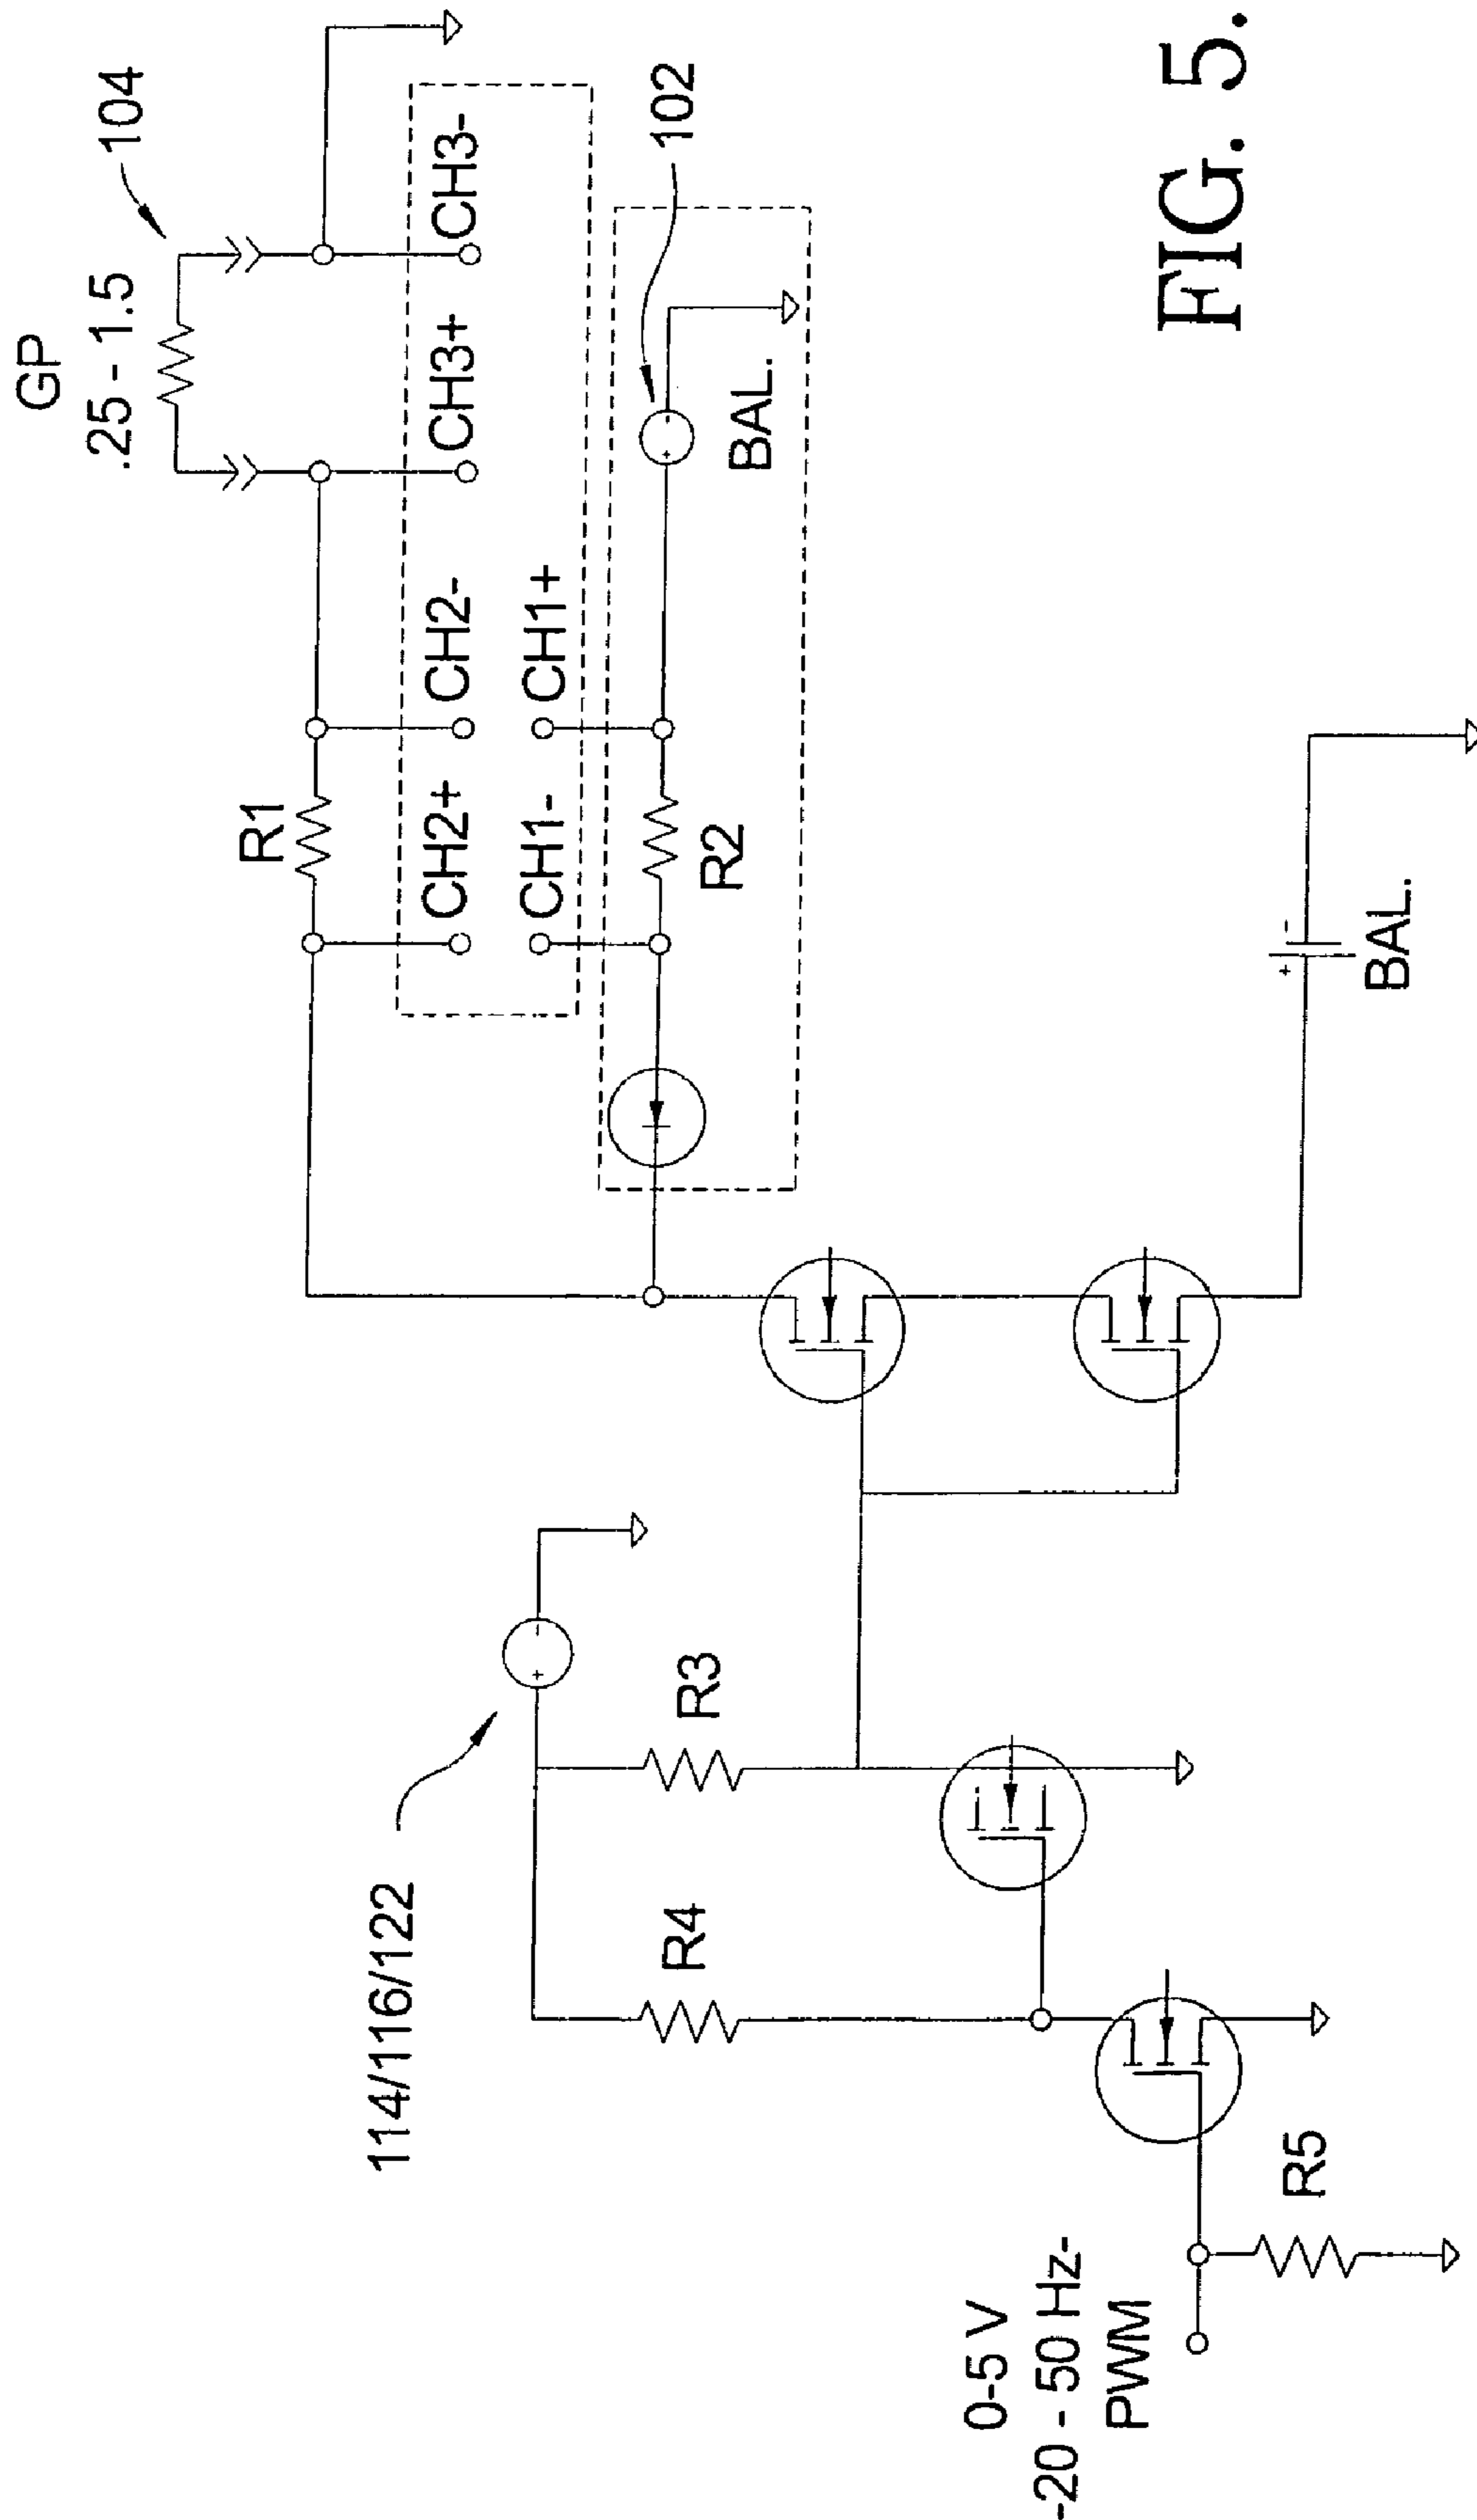 GP
.25 - 1.5
104
R1
CH2+
CH2-
CH3+
CH3-
CH1-
CH1+
R2
102
+
-
BAL.
114/116/122
+
-
R4
R3
+
-
BAL.
0-5 V
-20 - 50 Hz-
PWM
R5
FIG. 5.